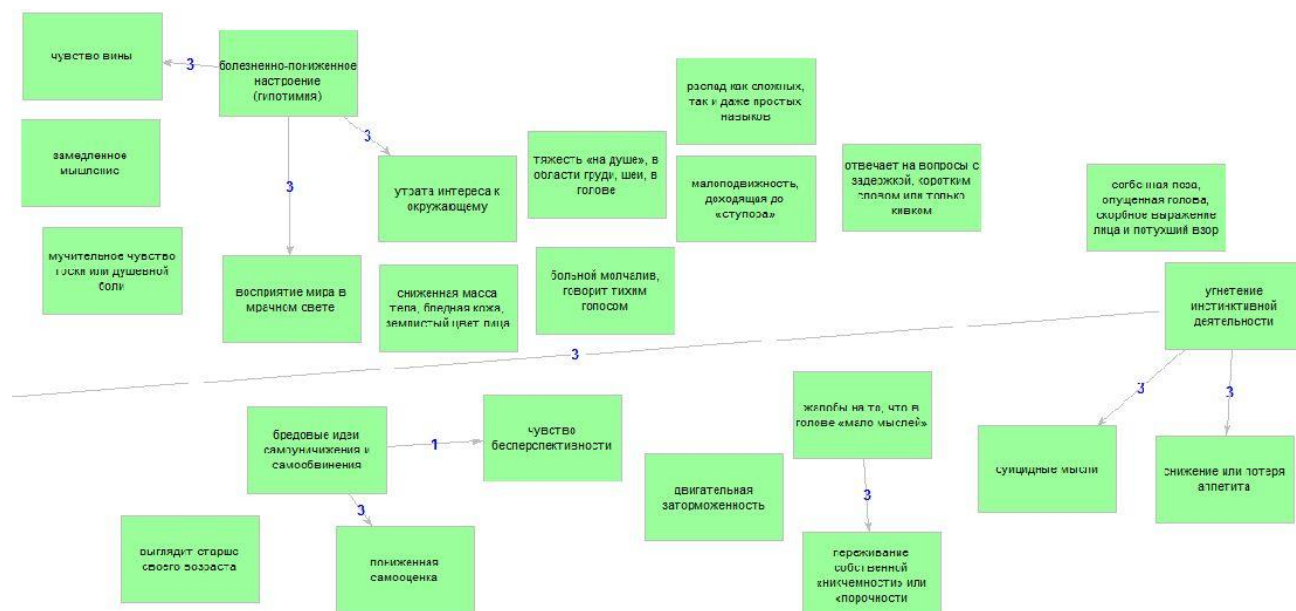 чувство вины
3
болезненно-пониженное
настроение
(гипотимия)
3
3
замедленное
мышление
утрата интереса к
окружающему
тяжесть «на душе», в
области груди, шеи, в
голове
распад как сложных,
так и даже простых
навыков
малоподвижность,
доходящая до
«ступора»
отвечает на вопросы с
задержкой, коротким
словом или только
кивком
согбенная поза,
опущенная голова,
скорбное выражение
лица и потухший взор
мучительное чувство
тоски или душевной
боли
восприятие мира в
мрачном свете
сниженная масса
тела, бледная кожа,
землистый цвет лица
больной молчалив,
говорит тихим
голосом
угнетение
инстинктивной
деятельности
3
3
3
бредовые идеи
самоуничижения и
самообвинения
1
чувство
бесперспективности
3
жалобы на то, что в
голове «мало мыслей»
3
суицидные мысли
снижение или потеря
аппетита
двигательная
заторможенность
выглядит старше
своего возраста
пониженная
самооценка
переживание
собственной
«никчемности» или
«порочности